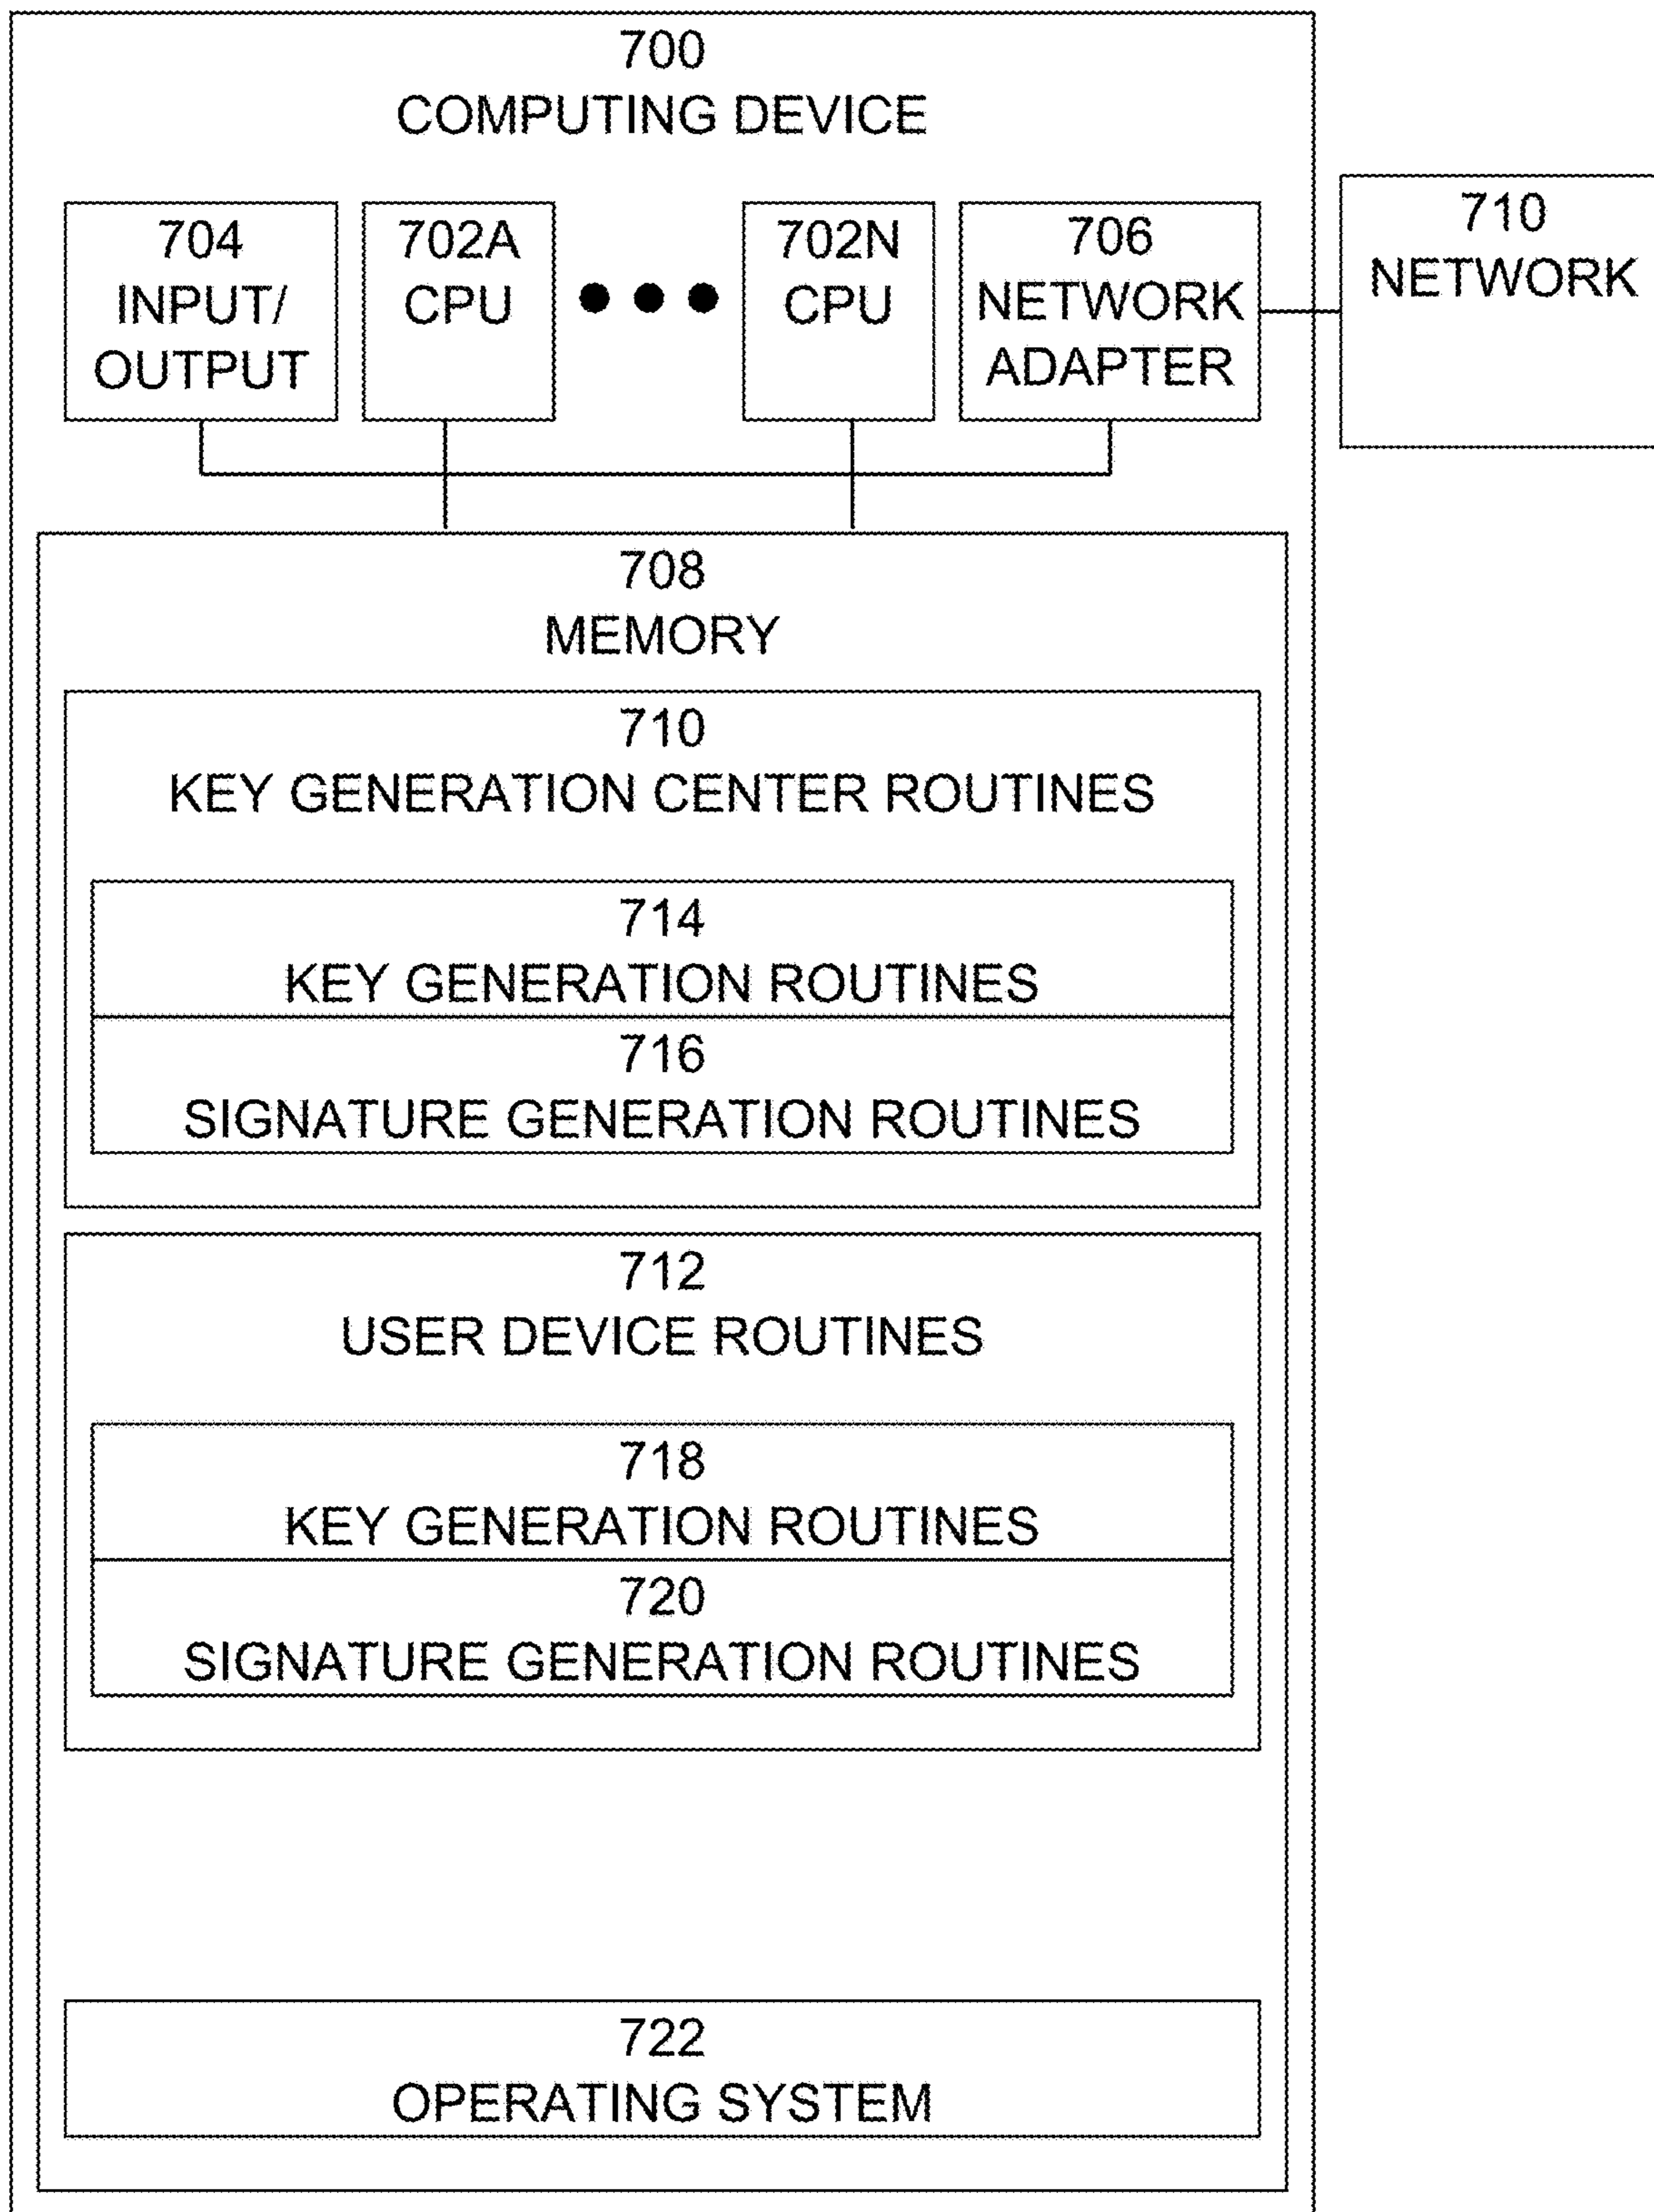 700
COMPUTING DEVICE
704
INPUT/
OUTPUT
702A
CPU
702N
CPU
706
NETWORK
ADAPTER
710
NETWORK
708
MEMORY
710
KEY GENERATION CENTER ROUTINES
714
KEY GENERATION ROUTINES
716
SIGNATURE GENERATION ROUTINES
712
USER DEVICE ROUTINES
718
KEY GENERATION ROUTINES
720
SIGNATURE GENERATION ROUTINES
722
OPERATING SYSTEM